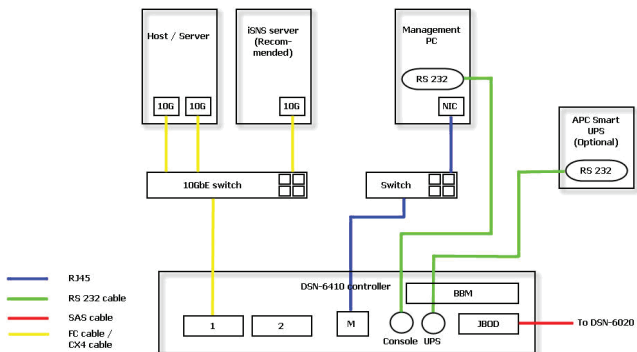 Host / Server
iSNS server
(Recom-
mended)
Management
PC
RS 232
10G
10G
10G
NIC
APC Smart
UPS
(Optional)
RS 232
10GbE switch
Switch
RJ45
RS 232 cable
SAS cable
FC cable /
CX4 cable
DSN-6410 controller
BBM
1
2
M
Console
UPS
JBOD
To DSN-6020